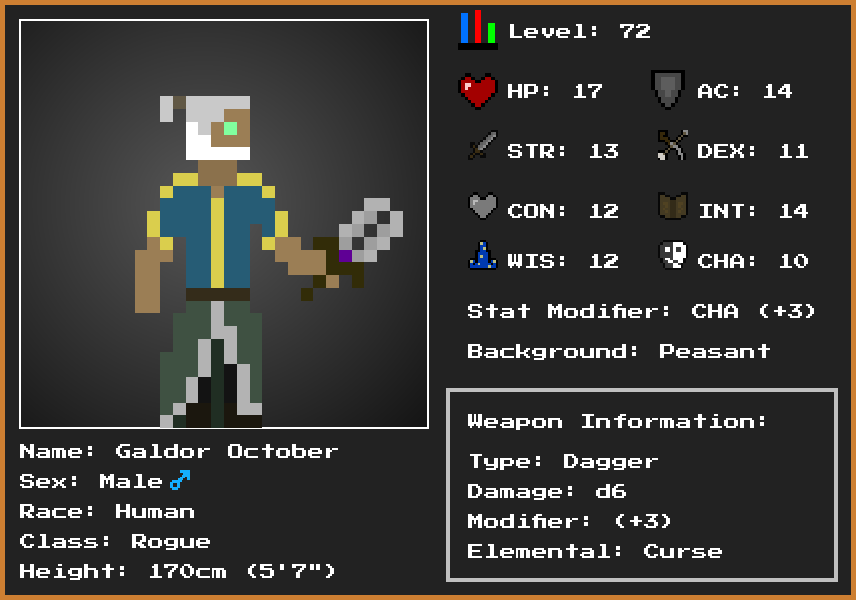 Level: 72
HP: 17
AC: 14
STR: 13
DEX: 11
CON: 12
INT: 14
WIS: 12
CHA: 10
Stat Modifier: CHA (+3)
Background: Peasant
Weapon Information:
Type: Dagger
Damage: d6
Modifier: (+3)
Elemental: Curse
Name: Galdor October
Sex: Male♂
Race: Human
Class: Rogue
Height: 170cm (5'7")